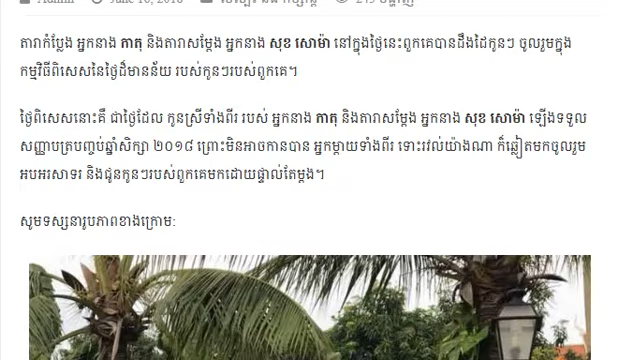 តារាកំប្លែង អ្នកនាង កាតុ និងតារាសម្តែង អ្នកនាង សុខ សោម៉ា នៅក្នុងថ្ងៃនេះពួកគេបានដឹងដៃកូនៗ ចូលរួមក្នុង
កម្មវិធីពិសេសនៃថ្ងៃដ៏មានន័យ របស់កូនៗរបស់ពួកគេ។
ថ្ងៃពិសេសនោះគឺ ជាថ្ងៃដែល កូនស្រីទាំងពីរ របស់ អ្នកនាង កាតុ និងតារាសម្តែង អ្នកនាង សុខ សោម៉ា ឡើងទទួល
សញ្ញាបត្របញ្ចប់ឆ្នាំសិក្សា ២០១៨ ព្រោះមិនអាចកានបាន អ្នកម្តាយទាំងពីរ ទោះរវល់យ៉ាងណា ក៏ឆ្លៀតមកចូលរួម
អបអរសាទរ និងជូនកូនៗរបស់ពួកគេមកដោយផ្ទាល់តែម្តង។
សូមទស្សនារូបភាពខាងក្រោម: